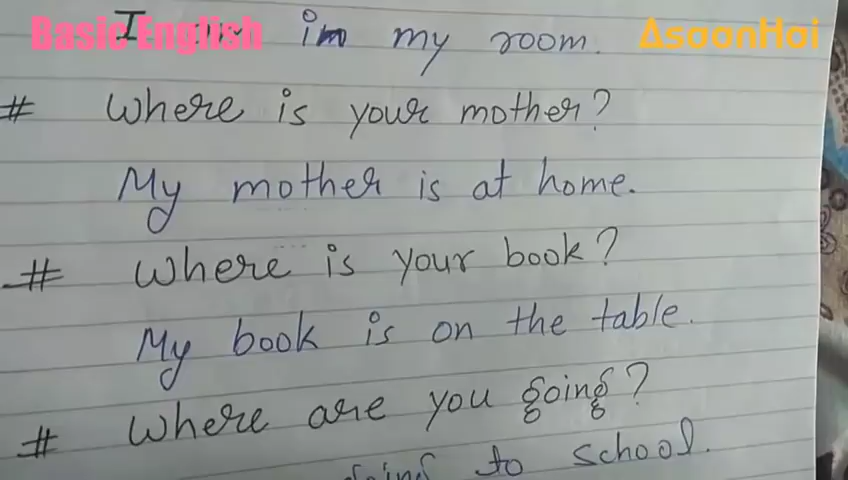 Basic English
AsaanHai
I in my room.
# Where is your mother?
My mother is at home.
# Where is your book?
My book is on the table.
# Where are you going?
going to school.